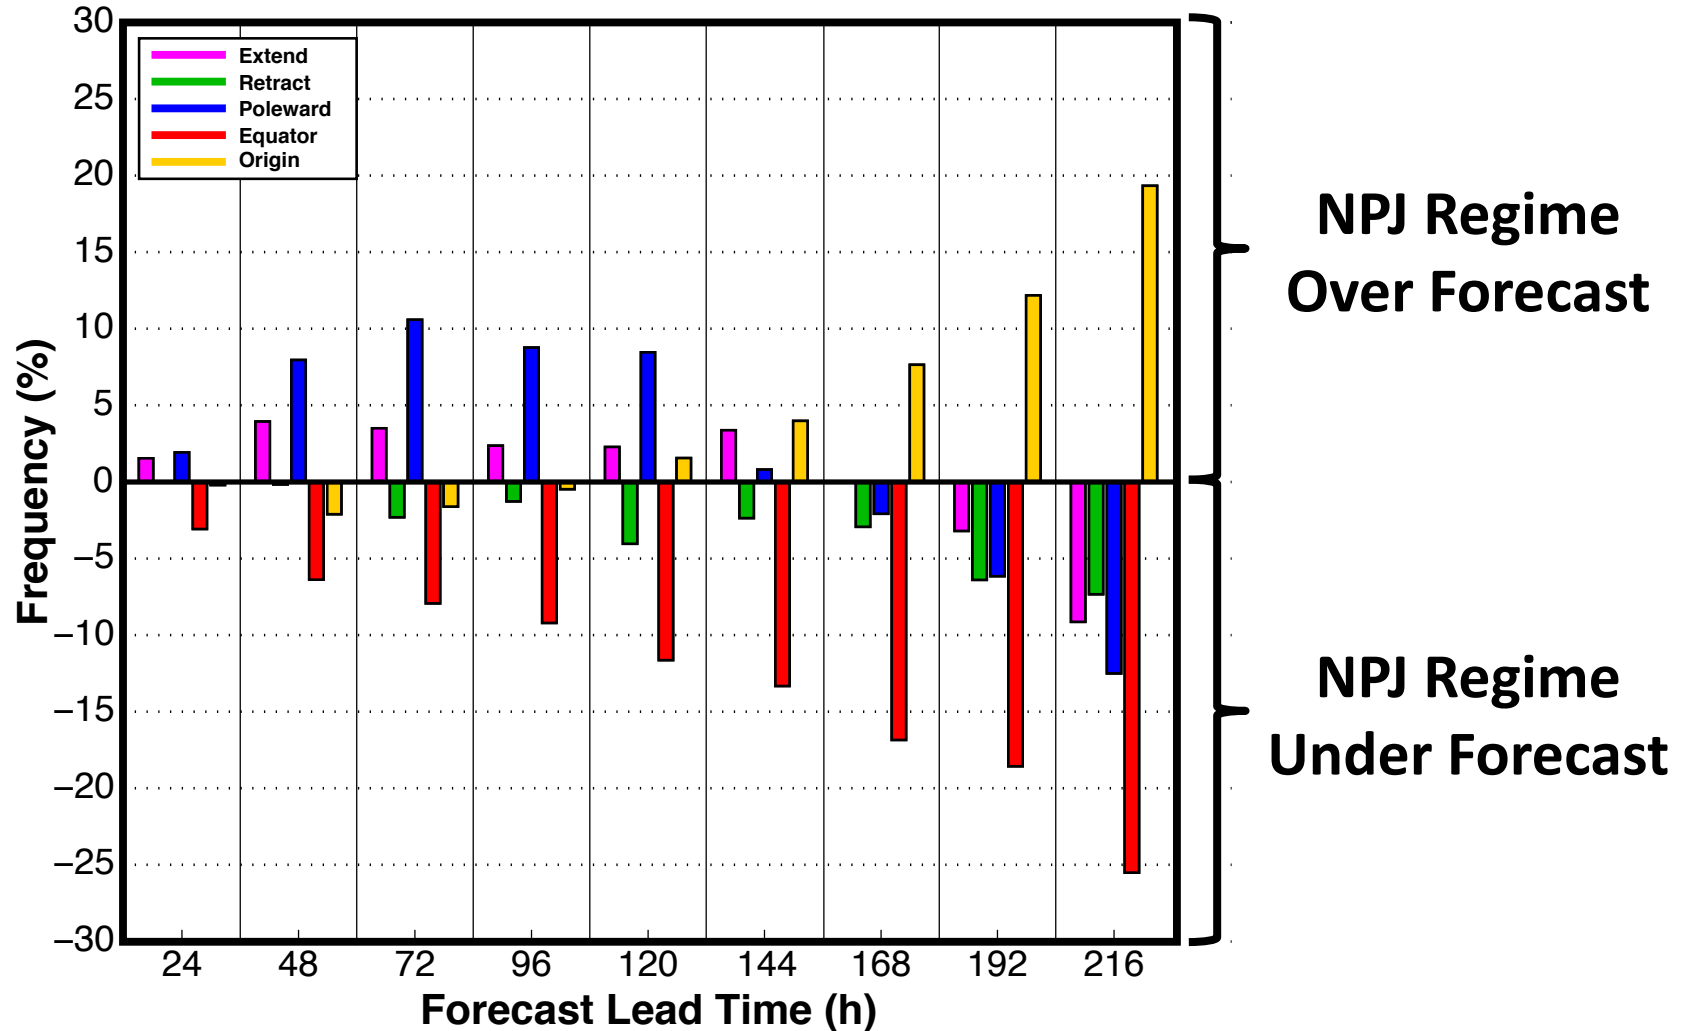 30
25
20
15
10
5
0
−5
−10
−15
−20
−25
−30
Frequency (%)
Extend
Retract
Poleward
Equator
Origin
24 48 72 96 120 144 168 192 216
Forecast Lead Time (h)
NPJ Regime
Over Forecast
NPJ Regime
Under Forecast